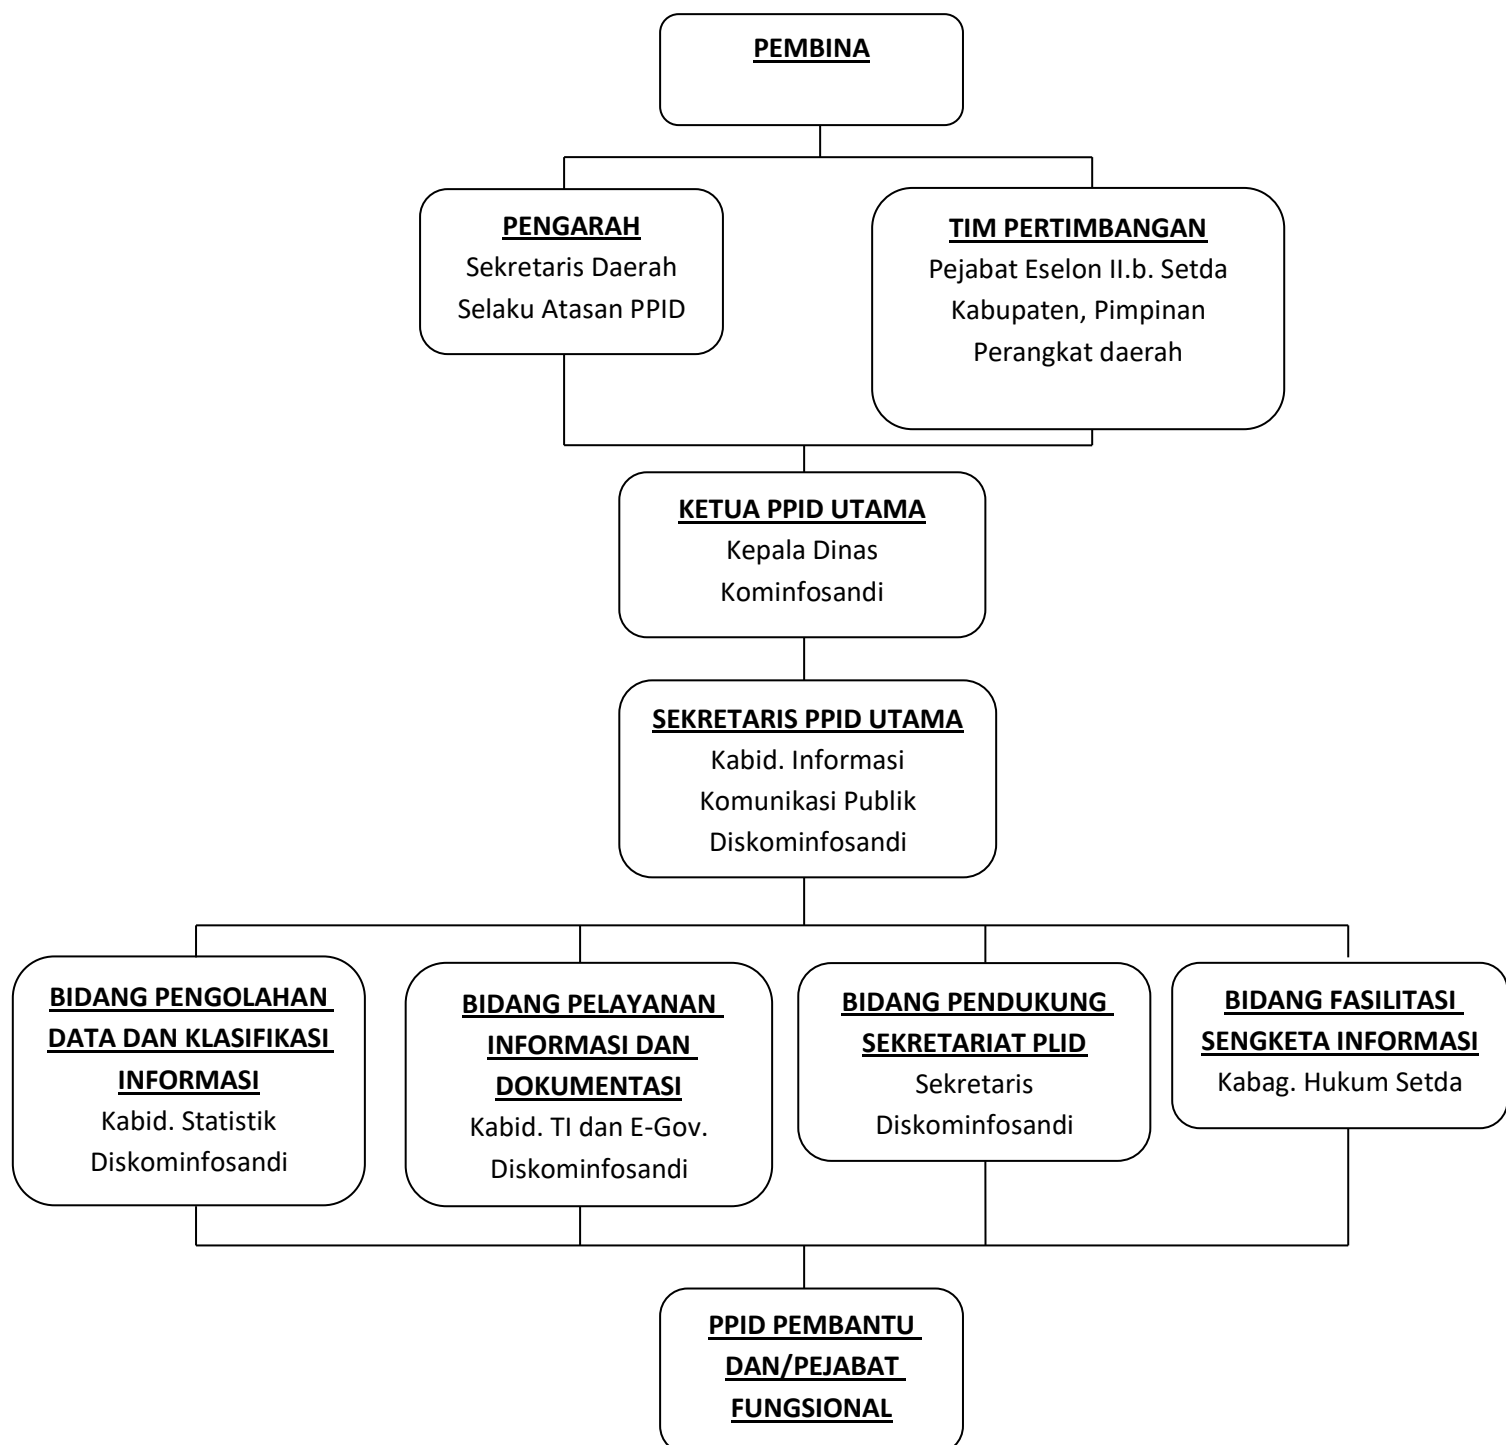 PEMBINA
PENGARAH
Sekretaris Daerah
Selaku Atasan PPID
TIM PERTIMBANGAN
Pejabat Eselon II.b. Setda
Kabupaten, Pimpinan
Perangkat daerah
KETUA PPID UTAMA
Kepala Dinas
Kominfosandi
SEKRETARIS PPID UTAMA
Kabid. Informasi
Komunikasi Publik
Diskominfosandi
BIDANG PENGOLAHAN
DATA DAN KLASIFIKASI
INFORMASI
Kabid. Statistik
Diskominfosandi
BIDANG PELAYANAN
INFORMASI DAN
DOKUMENTASI
Kabid. TI dan E-Gov.
Diskominfosandi
BIDANG PENDUKUNG
SEKRETARIAT PLID
Sekretaris
Diskominfosandi
BIDANG FASILITASI
SENGKETA INFORMASI
Kabag. Hukum Setda
PPID PEMBANTU
DAN/PEJABAT
FUNGSIONAL